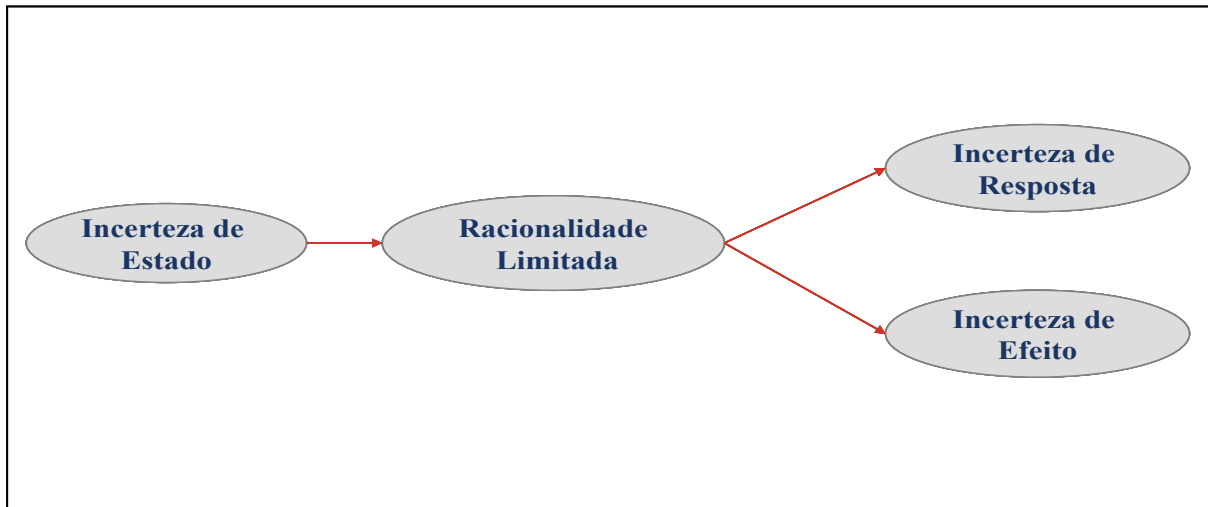 Incerteza de
Estado
Racionalidade
Limitada
Incerteza de
Resposta
Incerteza de
Efeito